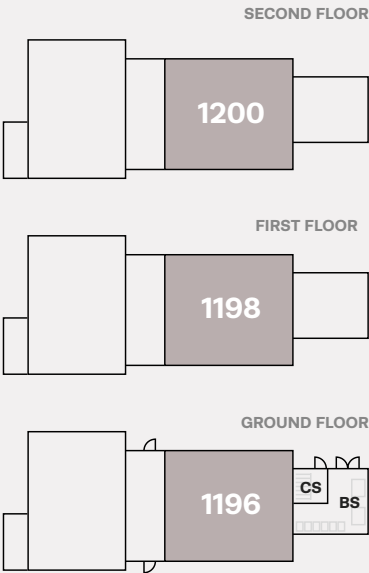 SECOND FLOOR
1200
FIRST FLOOR
1198
GROUND FLOOR
1196
CS
BS